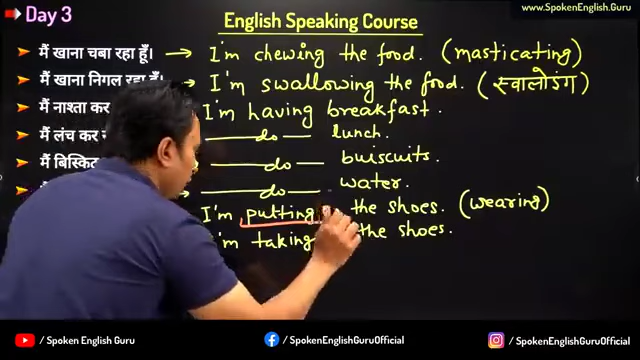 Day 3
English Speaking Course
www.SpokenEnglish.Guru
मैं खाना चबा रहा हूँ। → I'm chewing the food. (masticating)
मैं खाना निगल रहा हूँ। → I'm swallowing the food. (स्वालोइंग)
मैं नाश्ता कर I'm having breakfast.
मैं लंच कर do lunch.
मैं बिस्किट do buiscuits.
do water.
I'm putting the shoes. (wearing)
I'm taking the shoes.
/ Spoken English Guru
/ SpokenEnglishGuruOfficial
/ SpokenEnglishGuruOfficial